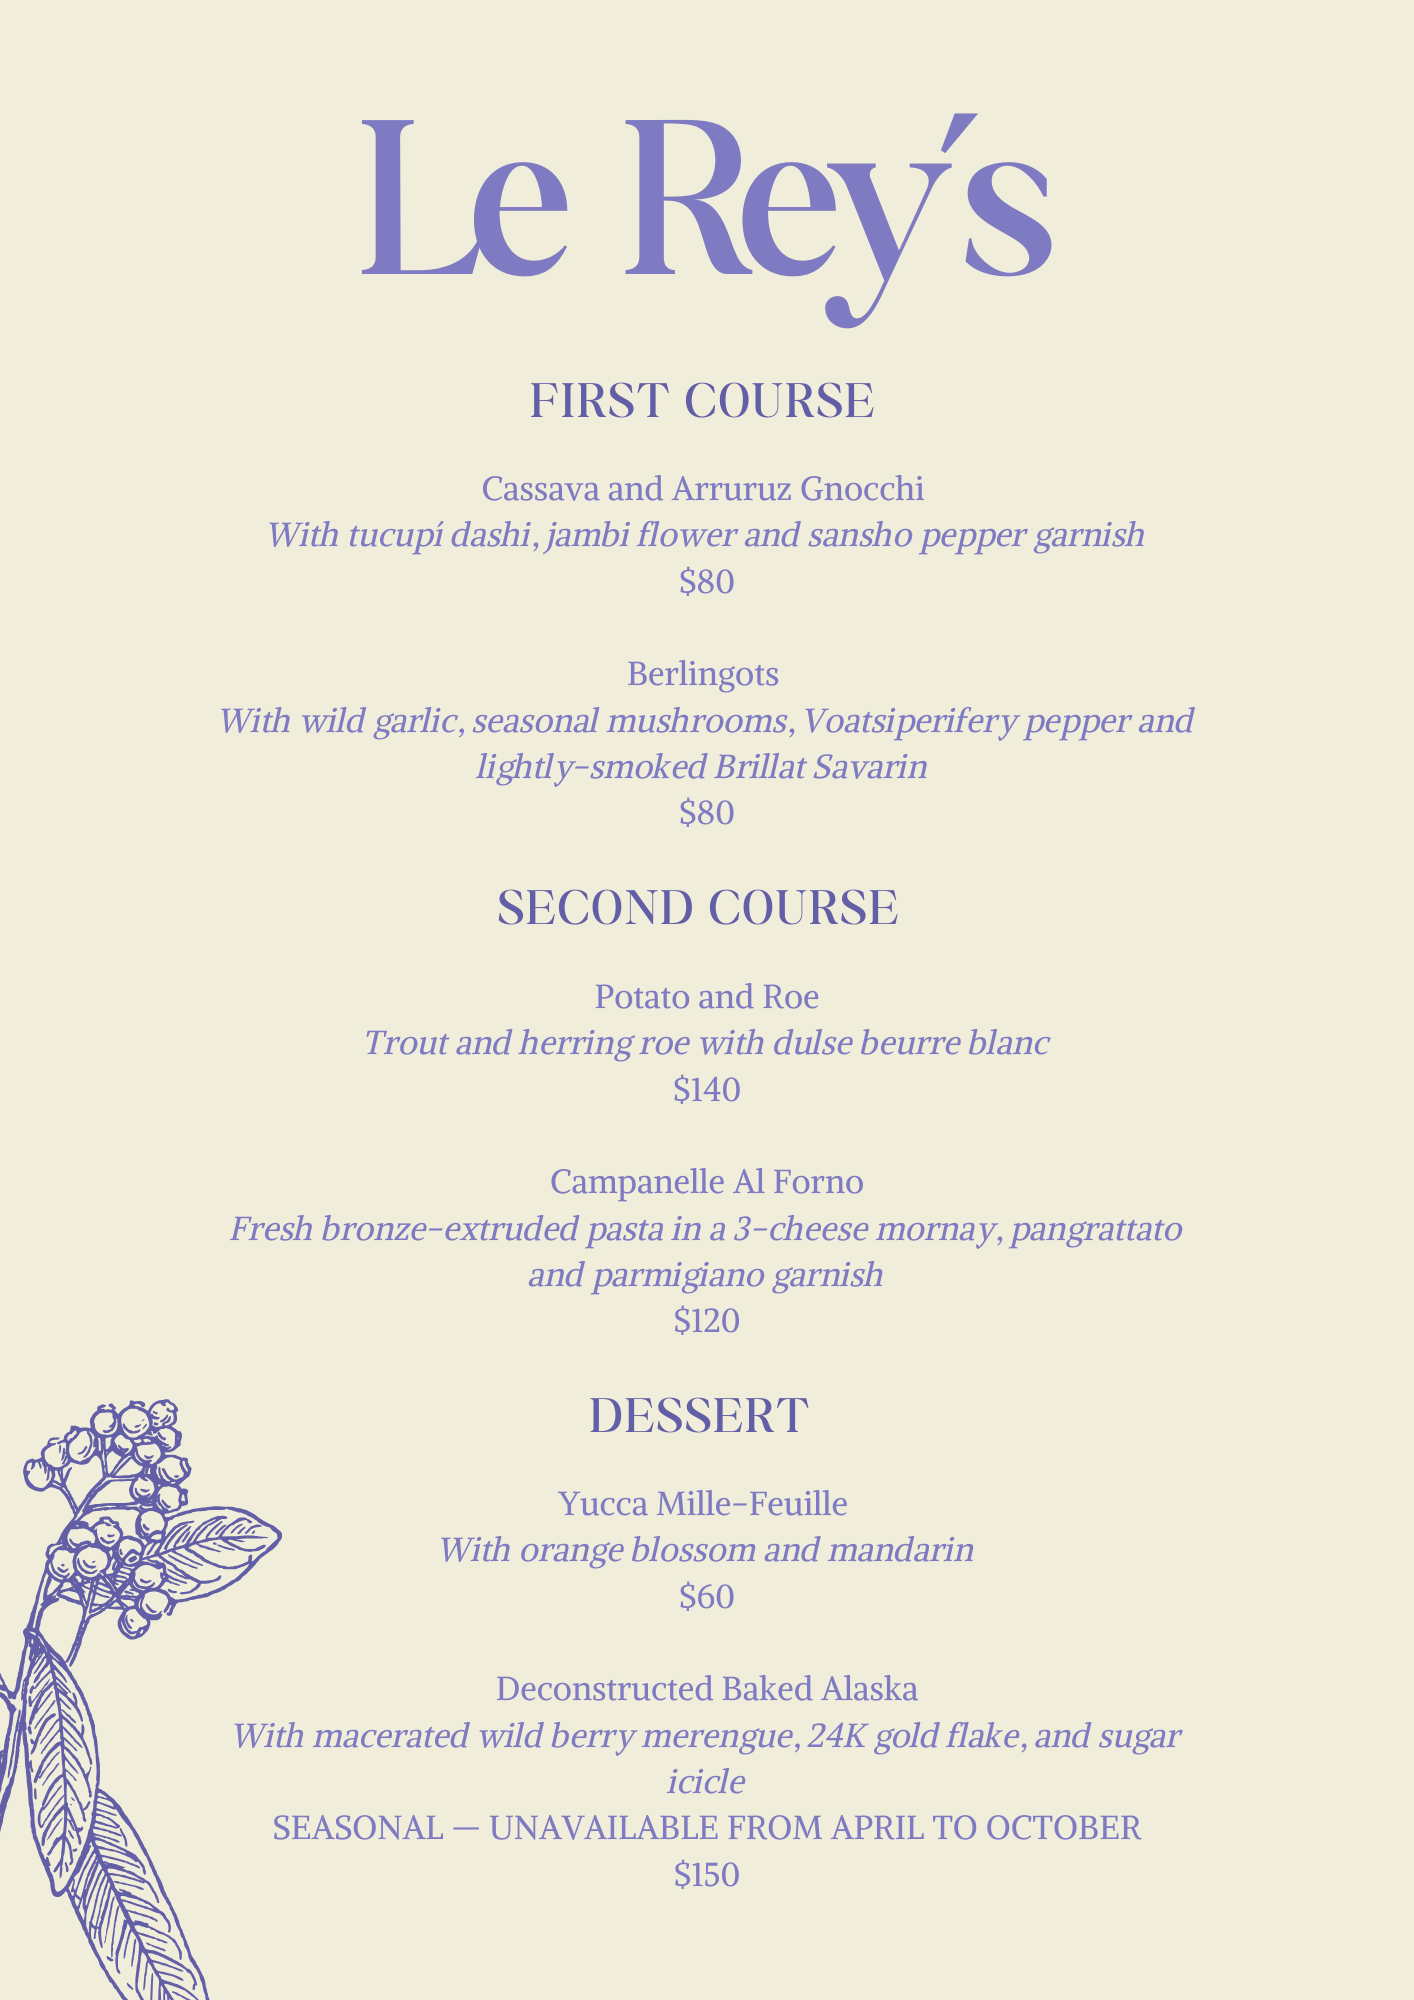 Le Rey's
FIRST COURSE
Cassava and Arruruz Gnocchi
With tucupí dashi, jambi flower and sansho pepper garnish
$80
Berlingots
With wild garlic, seasonal mushrooms, Voatsiperifery pepper and
lightly-smoked Brillat Savarin
$80
SECOND COURSE
Potato and Roe
Trout and herring roe with dulse beurre blanc
$140
Campanelle Al Forno
Fresh bronze-extruded pasta in a 3-cheese mornay, pangrattato
and parmigiano garnish
$120
DESSERT
Yucca Mille-Feuille
With orange blossom and mandarin
$60
Deconstructed Baked Alaska
With macerated wild berry merengue, 24K gold flake, and sugar
icicle
SEASONAL — UNAVAILABLE FROM APRIL TO OCTOBER
$150